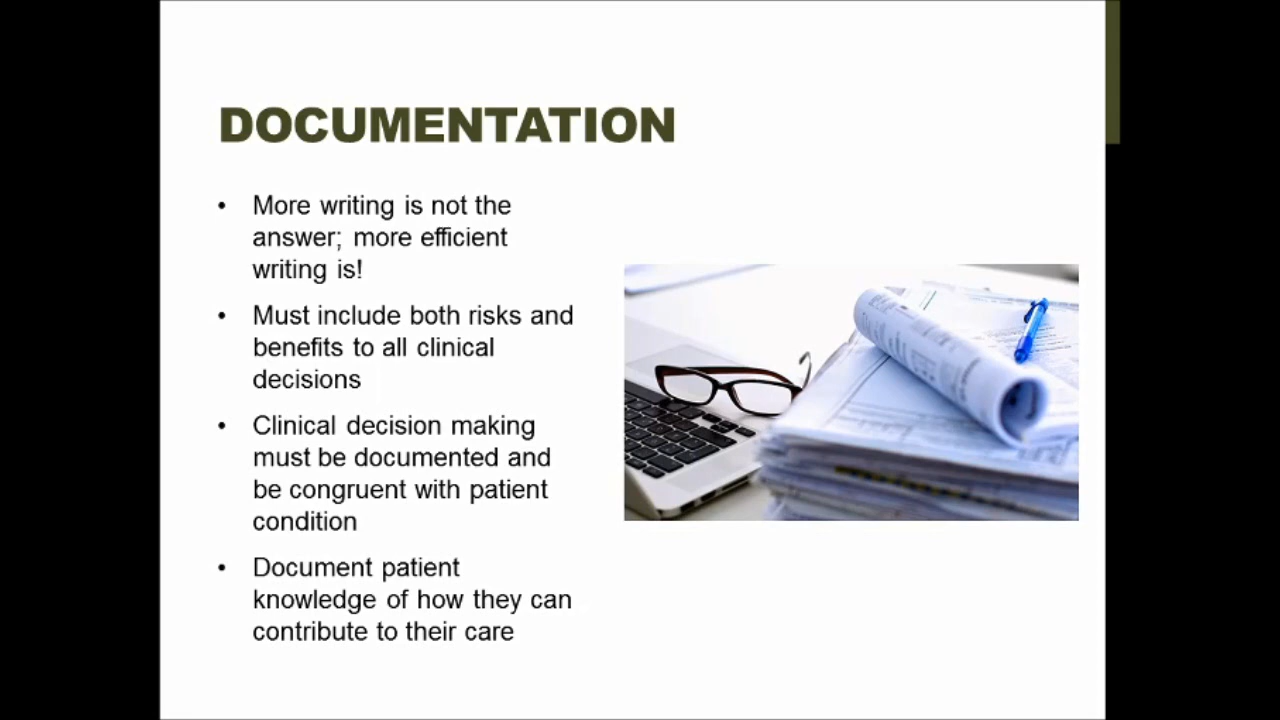 DOCUMENTATION
• More writing is not the
answer; more efficient
writing is!
• Must include both risks and
benefits to all clinical
decisions
• Clinical decision making
must be documented and
be congruent with patient
condition
• Document patient
knowledge of how they can
contribute to their care